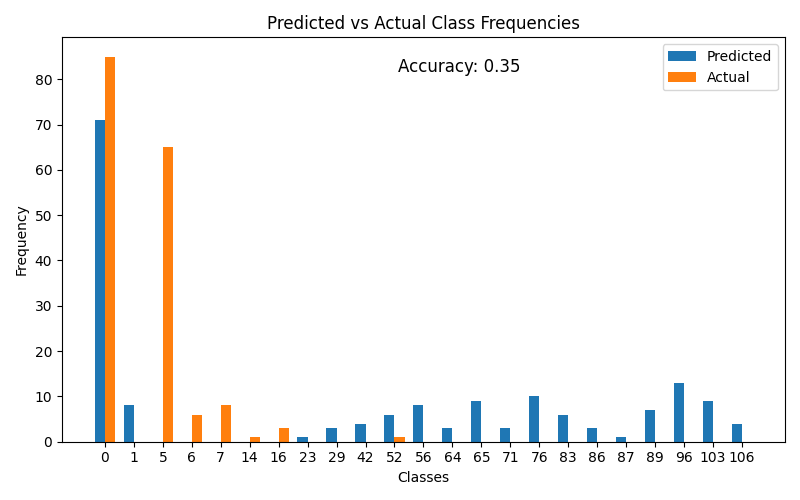 Predicted vs Actual Class Frequencies
Accuracy: 0.35
Predicted
Actual
Frequency
80
70
60
50
40
30
20
10
0
0 1 5 6 7 14 16 23 29 42 52 56 64 65 71 76 83 86 87 89 96 103 106
Classes